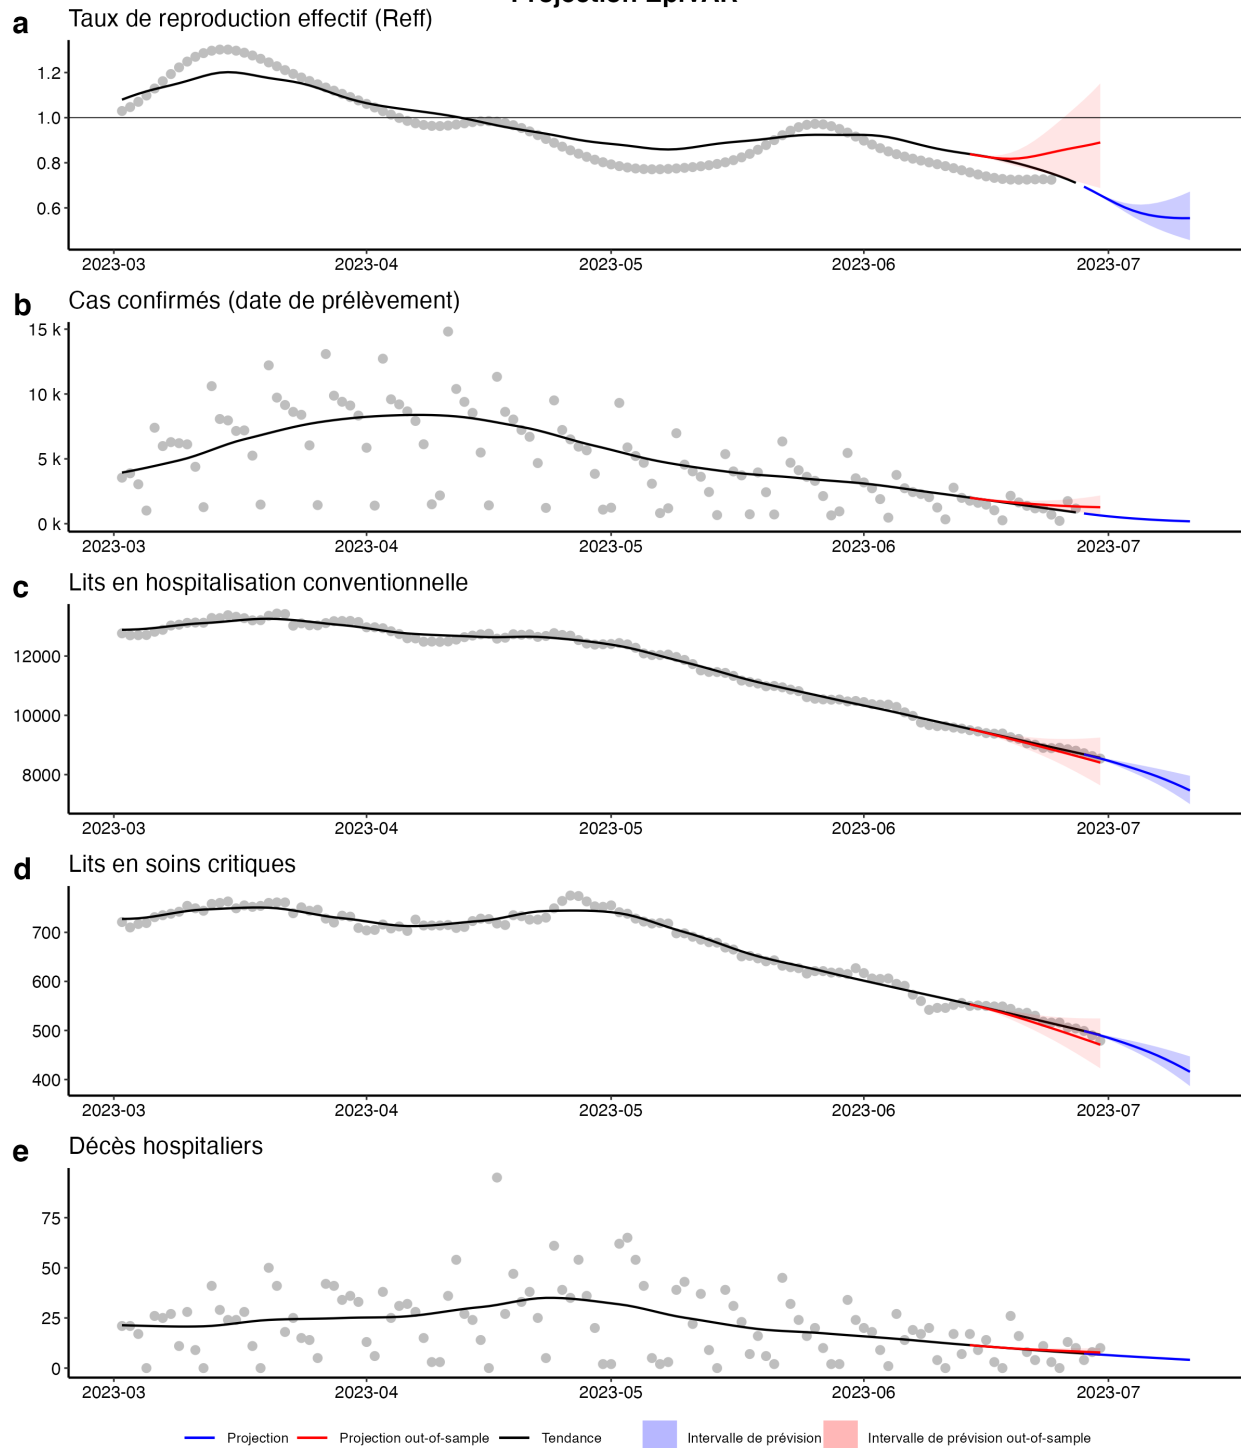 a Taux de reproduction effectif (Reff)
1.2
1.0
0.8
0.6
2023-03 2023-04 2023-05 2023-06 2023-07
b Cas confirmés (date de prélèvement)
15 k
10 k
5 k
0 k
2023-03 2023-04 2023-05 2023-06 2023-07
c Lits en hospitalisation conventionnelle
12000
10000
8000
2023-03 2023-04 2023-05 2023-06 2023-07
d Lits en soins critiques
700
600
500
400
2023-03 2023-04 2023-05 2023-06 2023-07
e Décès hospitaliers
75
50
25
0
2023-03 2023-04 2023-05 2023-06 2023-07
Projection Projection out-of-sample Tendance Intervalle de prévision Intervalle de prévision out-of-sample